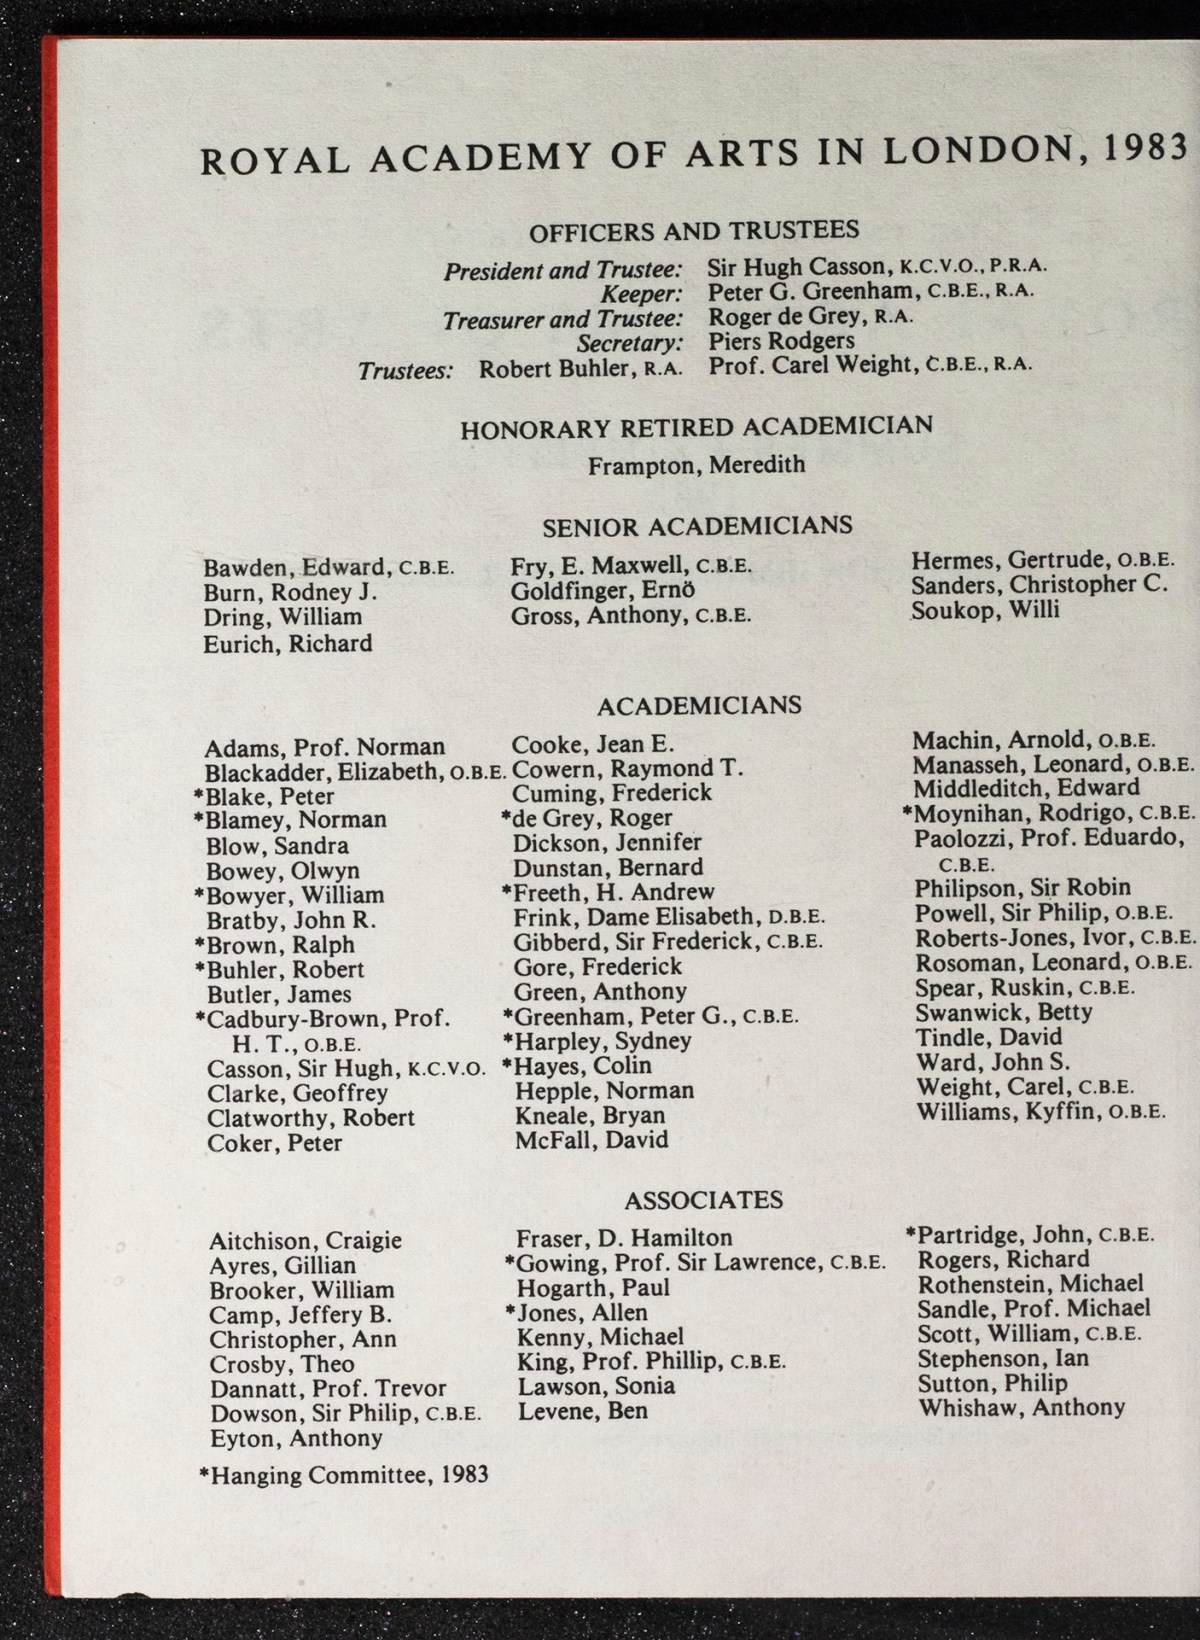 ROYAL ACADEMY OF ARTS IN LONDON, 1983
OFFICERS AND TRUSTEES
President and Trustee: Sir Hugh Casson, K.C.V.O., P.R.A.
Keeper: Peter G. Greenham, C.B.E., R.A.
Treasurer and Trustee: Roger de Grey, R.A.
Secretary: Piers Rodgers
Trustees: Robert Buhler, R.A. Prof. Carel Weight, C.B.E., R.A.
HONORARY RETIRED ACADEMICIAN
Frampton, Meredith
SENIOR ACADEMICIANS
Bawden, Edward, C.B.E.
Burn, Rodney J.
Dring, William
Eurich, Richard
Fry, E. Maxwell, C.B.E.
Goldfinger, Ernö
Gross, Anthony, C.B.E.
Hermes, Gertrude, O.B.E.
Sanders, Christopher C.
Soukop, Willi
ACADEMICIANS
Adams, Prof. Norman
Blackadder, Elizabeth, O.B.E.
*Blake, Peter
*Blamey, Norman
Blow, Sandra
Bowey, Olwyn
*Bowyer, William
Bratby, John R.
*Brown, Ralph
*Buhler, Robert
Butler, James
*Cadbury-Brown, Prof.
H. T., O.B.E.
Casson, Sir Hugh, K.C.V.O.
Clarke, Geoffrey
Clatworthy, Robert
Coker, Peter
Cooke, Jean E.
Cowern, Raymond T.
Cuming, Frederick
*de Grey, Roger
Dickson, Jennifer
Dunstan, Bernard
*Freeth, H. Andrew
Frink, Dame Elisabeth, D.B.E.
Gibberd, Sir Frederick, C.B.E.
Gore, Frederick
Green, Anthony
*Greenham, Peter G., C.B.E.
*Harpley, Sydney
*Hayes, Colin
Hepple, Norman
Kneale, Bryan
McFall, David
Machin, Arnold, O.B.E.
Manasseh, Leonard, O.B.E.
Middleditch, Edward
*Moynihan, Rodrigo, C.B.E.
Paolozzi, Prof. Eduardo,
C.B.E.
Philipson, Sir Robin
Powell, Sir Philip, O.B.E.
Roberts-Jones, Ivor, C.B.E.
Rosoman, Leonard, O.B.E.
Spear, Ruskin, C.B.E.
Swanwick, Betty
Tindle, David
Ward, John S.
Weight, Carel, C.B.E.
Williams, Kyffin, O.B.E.
ASSOCIATES
Aitchison, Craigie
Ayres, Gillian
Brooker, William
Camp, Jeffery B.
Christopher, Ann
Crosby, Theo
Dannatt, Prof. Trevor
Dowson, Sir Philip, C.B.E.
Eyton, Anthony
Fraser, D. Hamilton
*Gowing, Prof. Sir Lawrence, C.B.E.
Hogarth, Paul
*Jones, Allen
Kenny, Michael
King, Prof. Phillip, C.B.E.
Lawson, Sonia
Levene, Ben
*Partridge, John, C.B.E.
Rogers, Richard
Rothenstein, Michael
Sandle, Prof. Michael
Scott, William, C.B.E.
Stephenson, Ian
Sutton, Philip
Whishaw, Anthony
*Hanging Committee, 1983